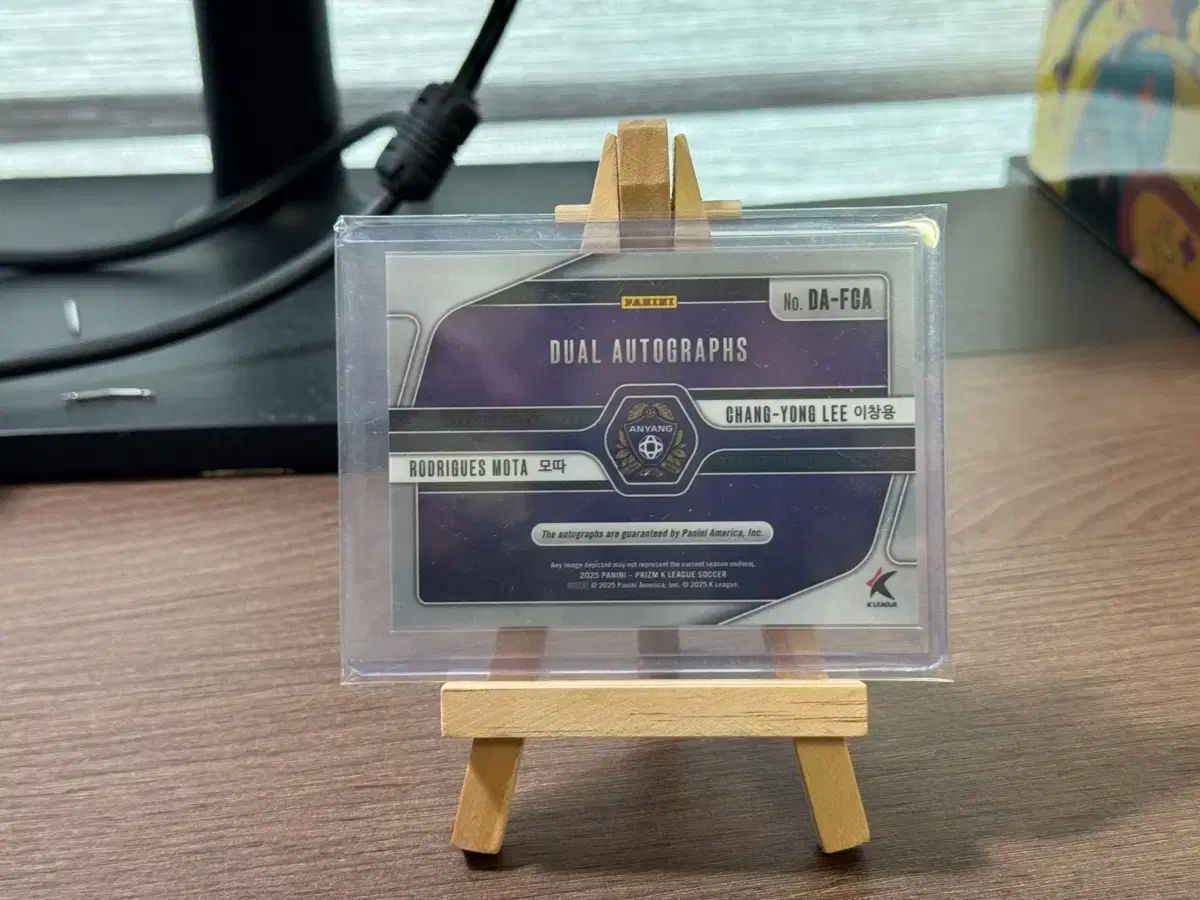 PANINI
No. DA-FCA
DUAL AUTOGRAPHS
CHANG-YONG LEE 이창용
ANYANG
RODRIGUES MOTA 모따
The autographs are guaranteed by Panini America, Inc.
Any image depicted may not represent the current season uniform.
2025 PANINI – PRIZM K LEAGUE SOCCER
© 2025 Panini America, Inc. © 2025 K League.
K LEAGUE